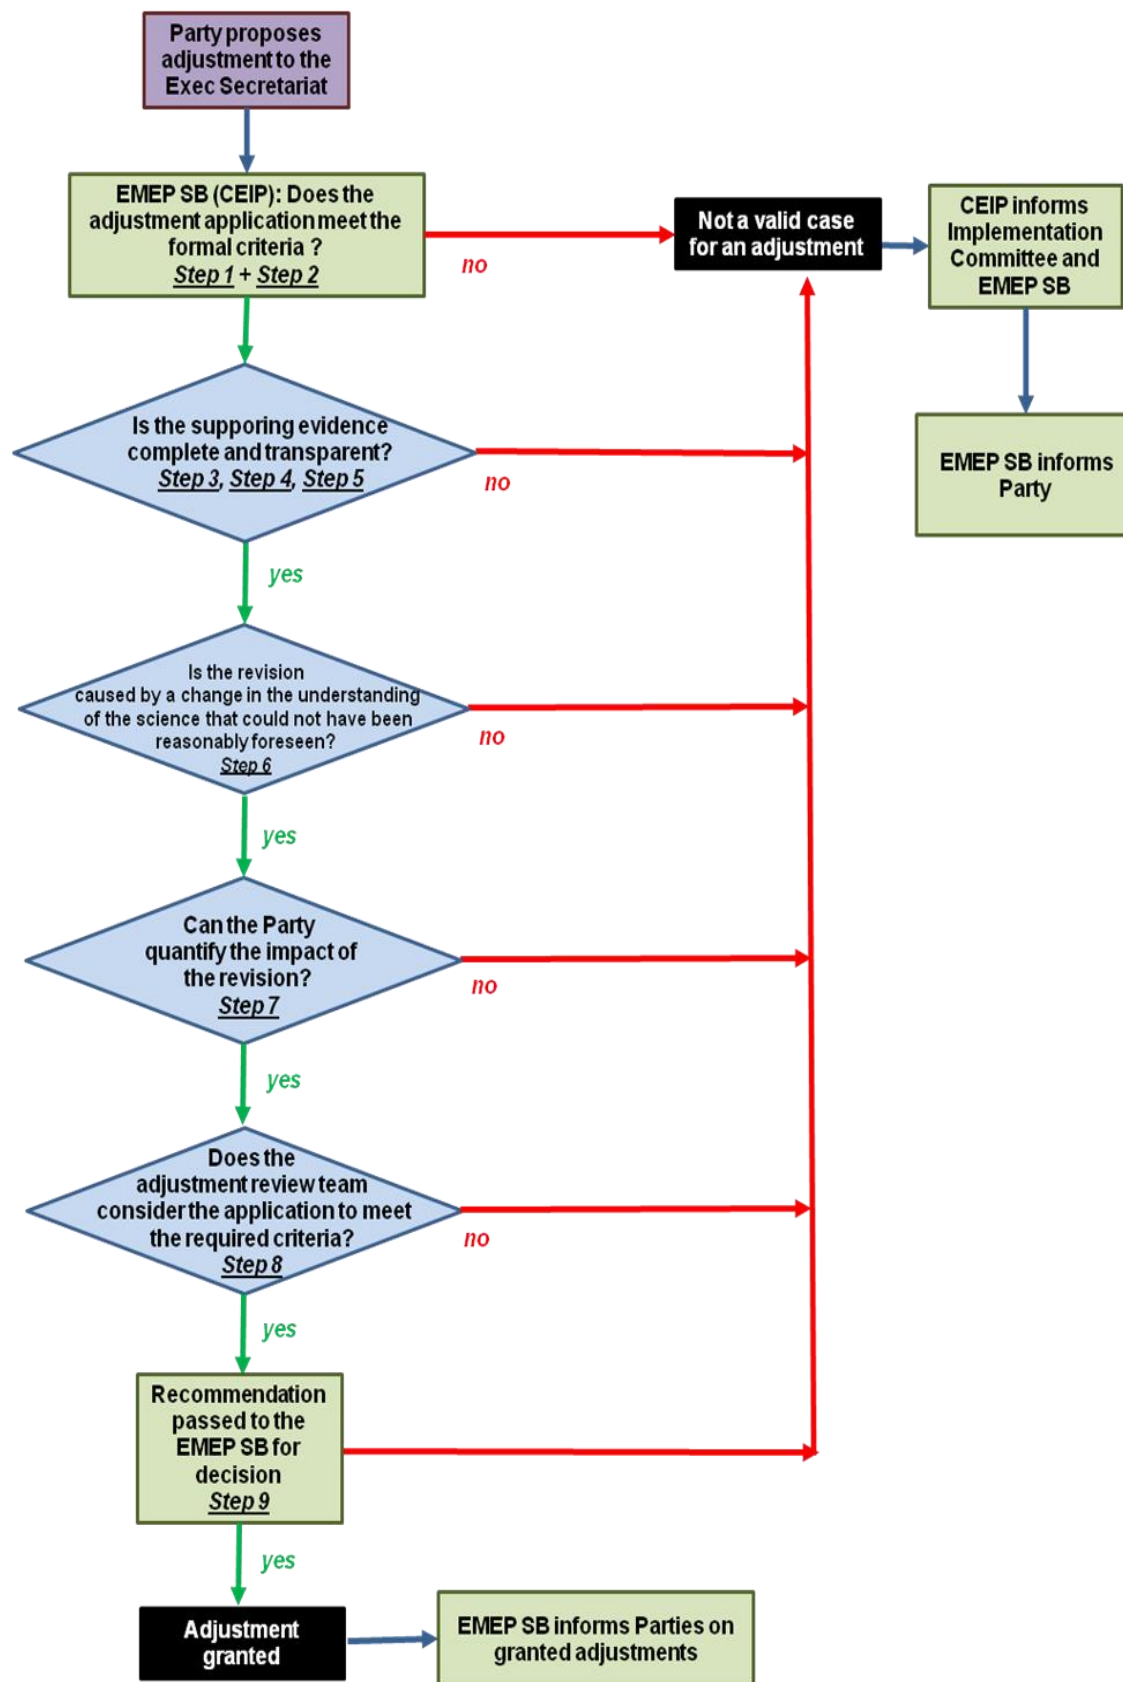 Party proposes
adjustment to the
Exec Secretariat
EMEP SB (CEIP): Does the
adjustment application meet the
formal criteria ?
Step 1 + Step 2
no
Not a valid case
for an adjustment
CEIP informs
Implementation
Committee and
EMEP SB
EMEP SB informs
Party
Is the supporing evidence
complete and transparent?
Step 3, Step 4, Step 5
no
yes
Is the revision
caused by a change in the understanding
of the science that could not have been
reasonably foreseen?
Step 6
no
yes
Can the Party
quantify the impact of
the revision?
Step 7
no
yes
Does the
adjustment review team
consider the application to meet
the required criteria?
Step 8
no
yes
Recommendation
passed to the
EMEP SB for
decision
Step 9
yes
Adjustment
granted
EMEP SB informs Parties on
granted adjustments